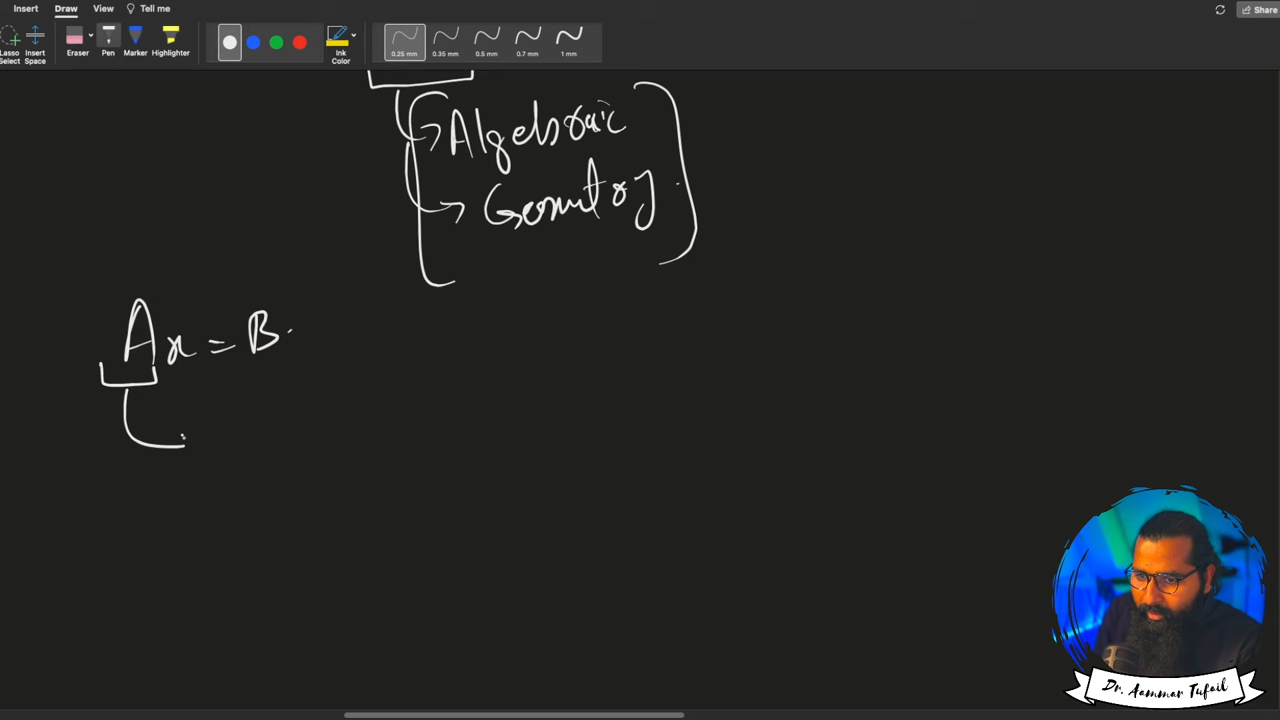 Insert Draw View Tell me
Share
Lasso Select
Insert Space
Eraser
Pen
Marker
Highlighter
Ink Color
0.25 mm
0.35 mm
0.5 mm
0.7 mm
1 mm
Algebraic
Geometry
Ax = B
Dr. Aammar Tufail